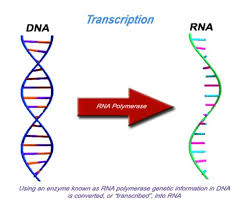 Transcription
DNA
RNA
RNA Polymerase
Using an enzyme known as RNA polymerase genetic information in DNA
is converted, or "transcribed", into RNA